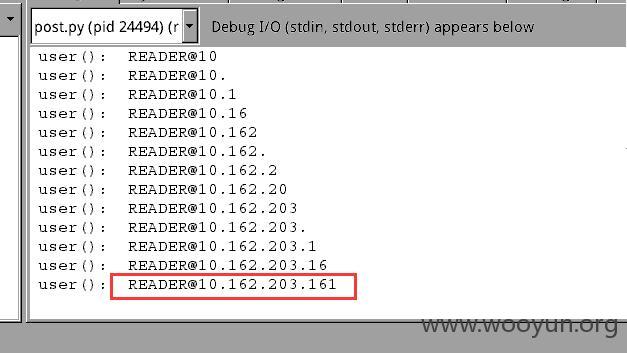 post.py (pid 24494) (r
Debug I/O (stdin, stdout, stderr) appears below
user(): READER@10
user(): READER@10.
user(): READER@10.1
user(): READER@10.16
user(): READER@10.162
user(): READER@10.162.
user(): READER@10.162.2
user(): READER@10.162.20
user(): READER@10.162.203
user(): READER@10.162.203.
user(): READER@10.162.203.1
user(): READER@10.162.203.16
user(): READER@10.162.203.161
www.wooyun.org